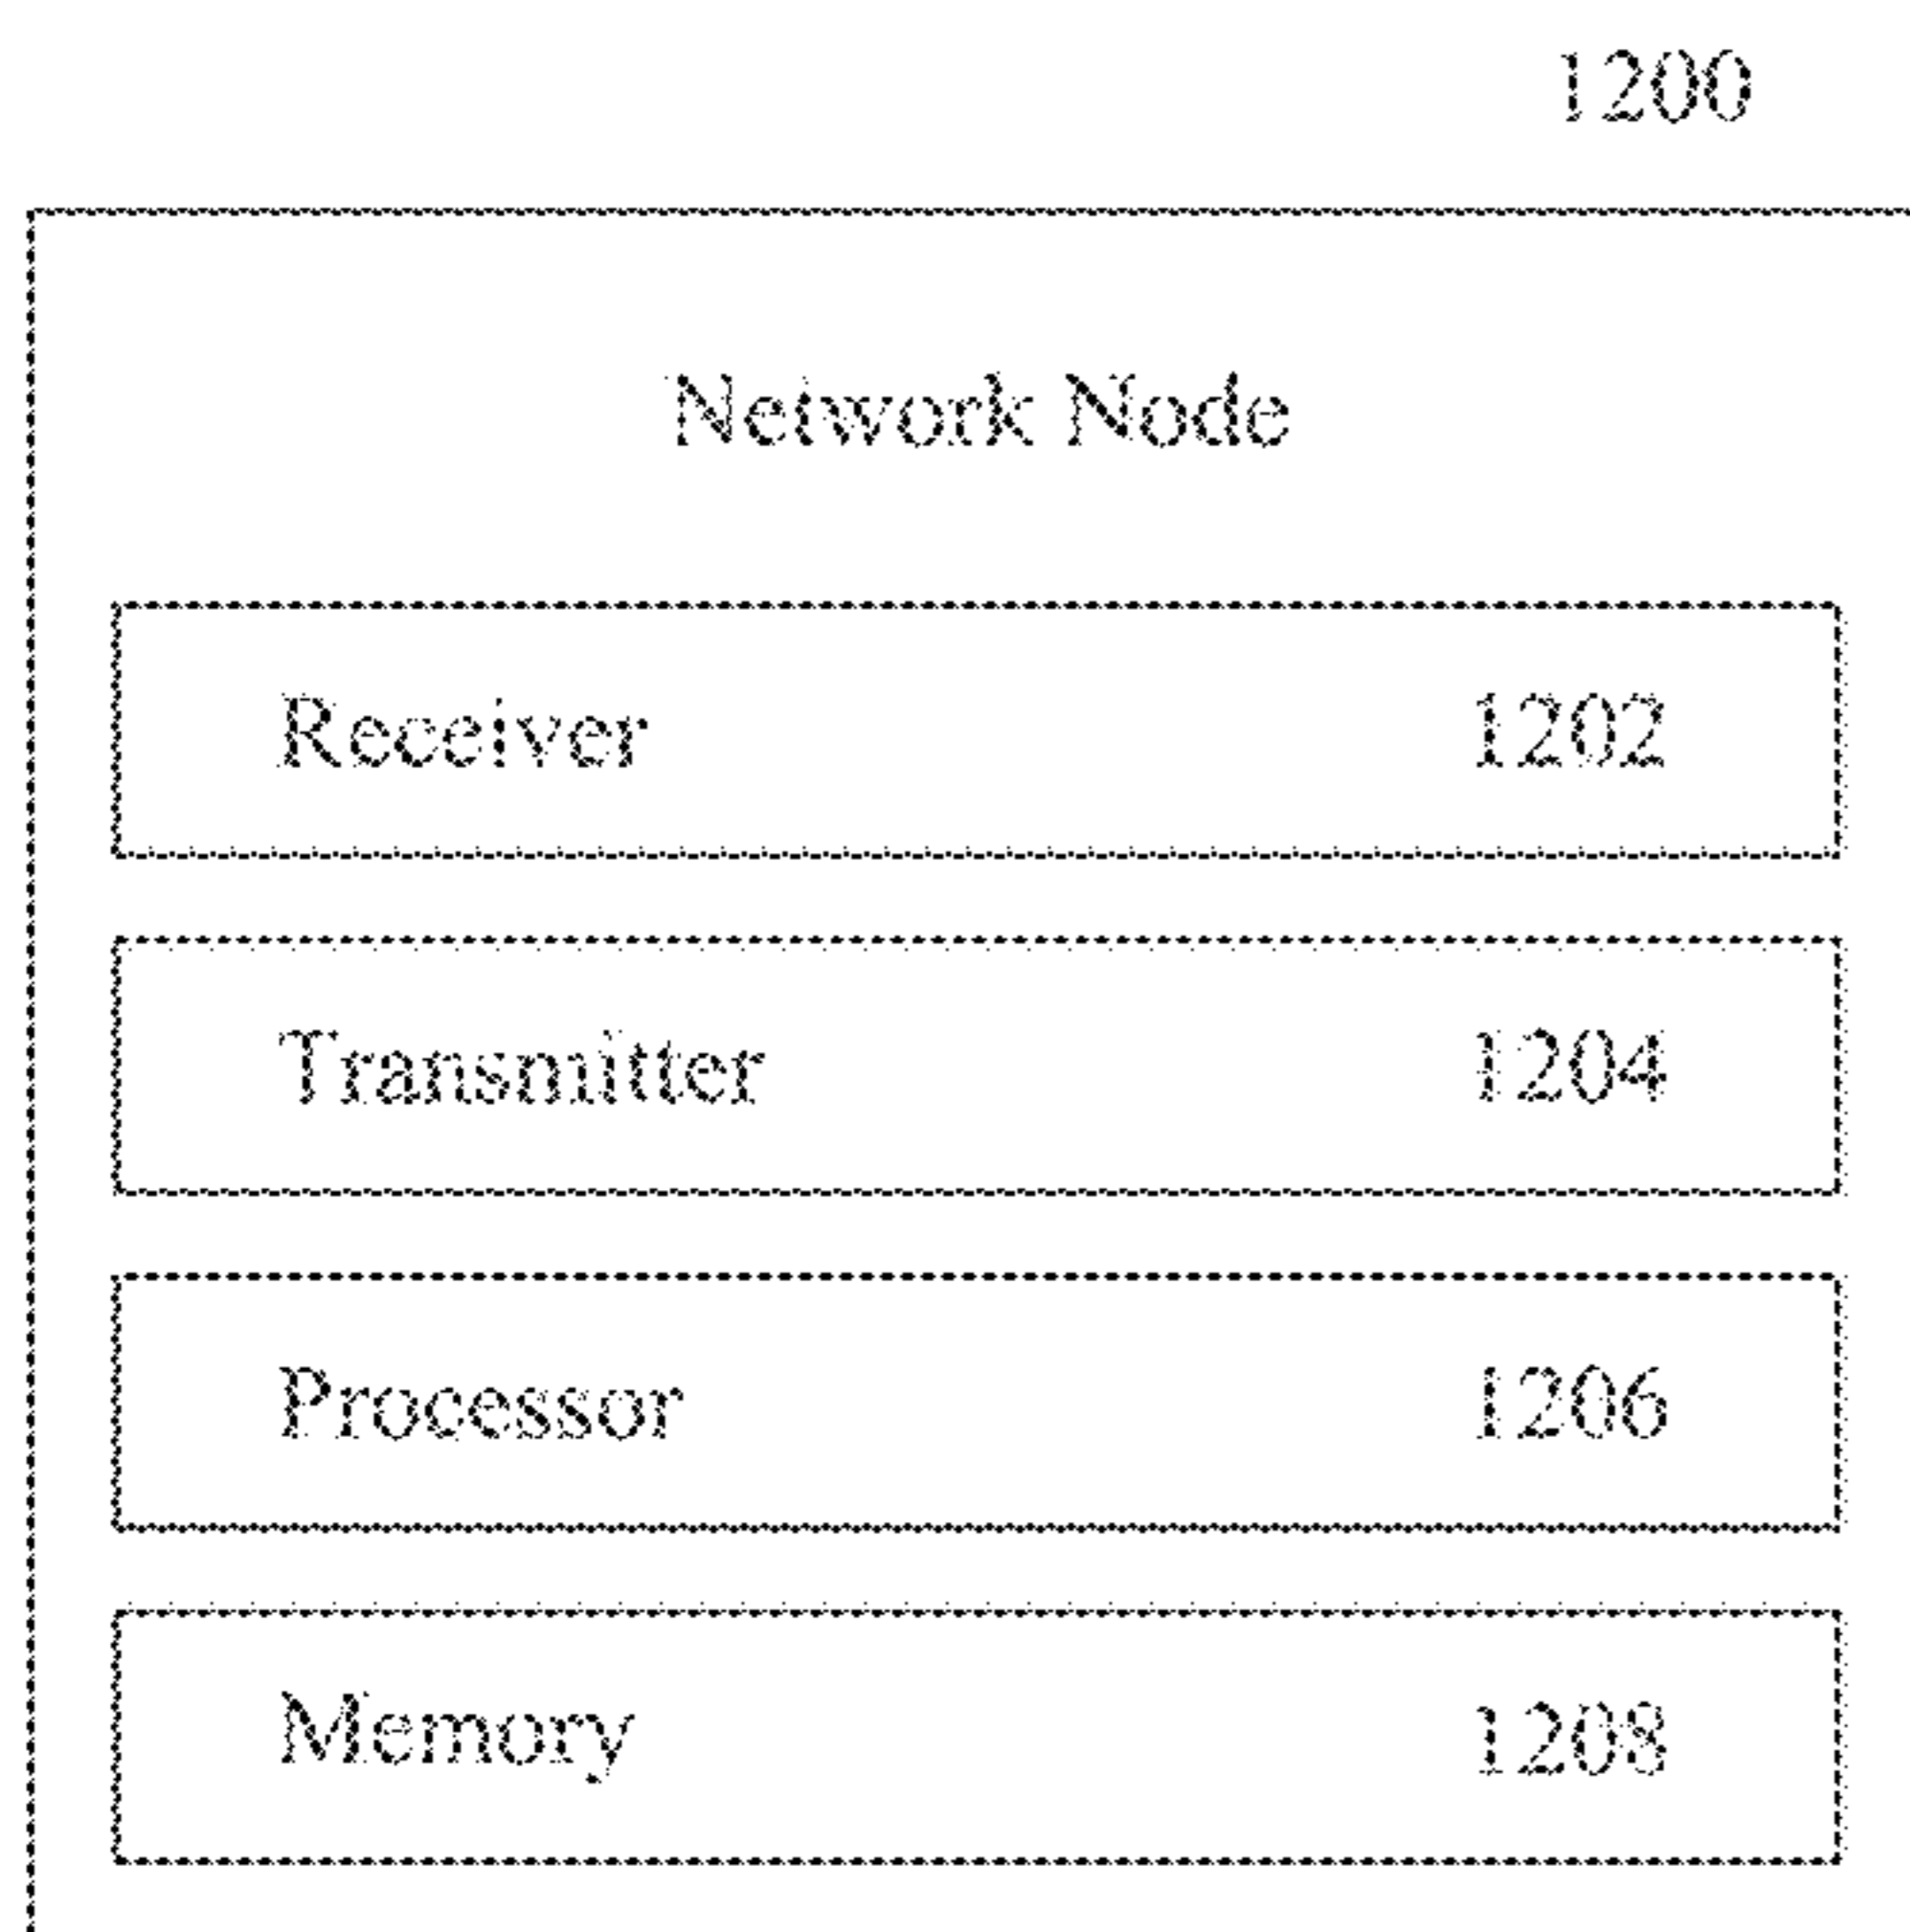 1200
Network Node
Receiver 1202
Transmitter 1204
Processor 1206
Memory 1208